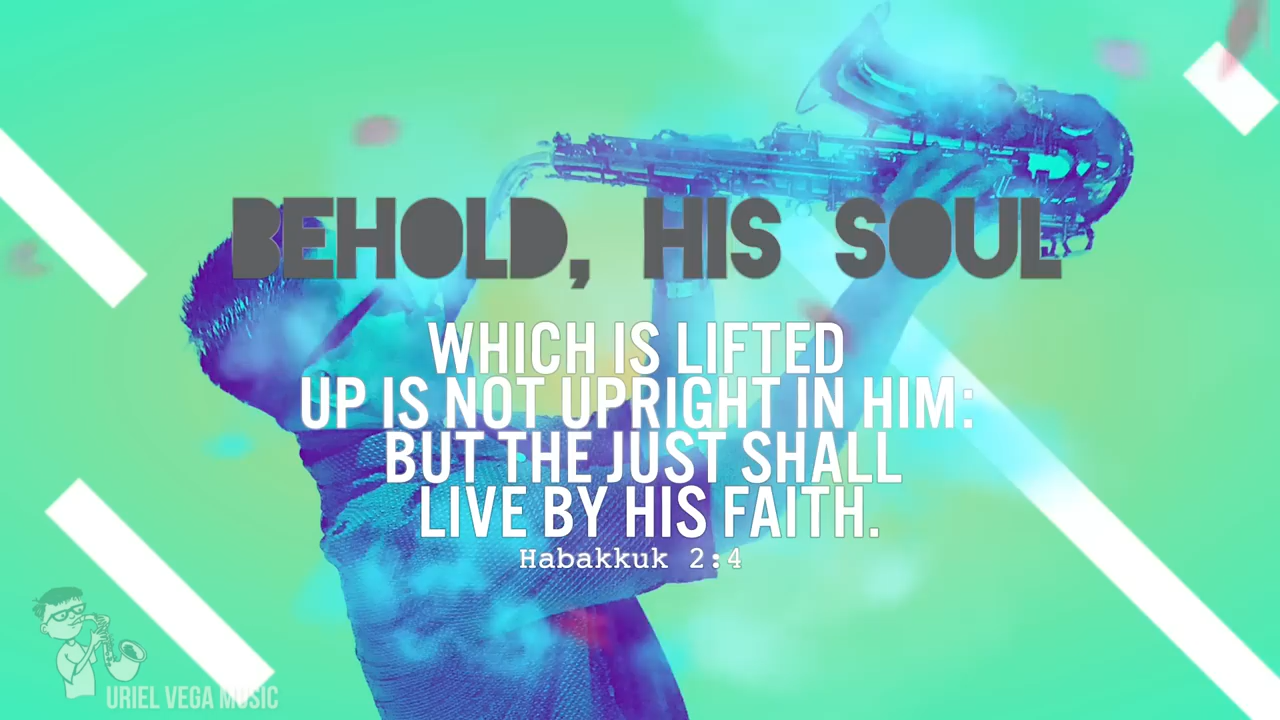 BEHOLD, HIS SOUL
WHICH IS LIFTED
UP IS NOT UPRIGHT IN HIM:
BUT THE JUST SHALL
LIVE BY HIS FAITH.
Habakkuk 2:4
URIEL VEGA MUSIC